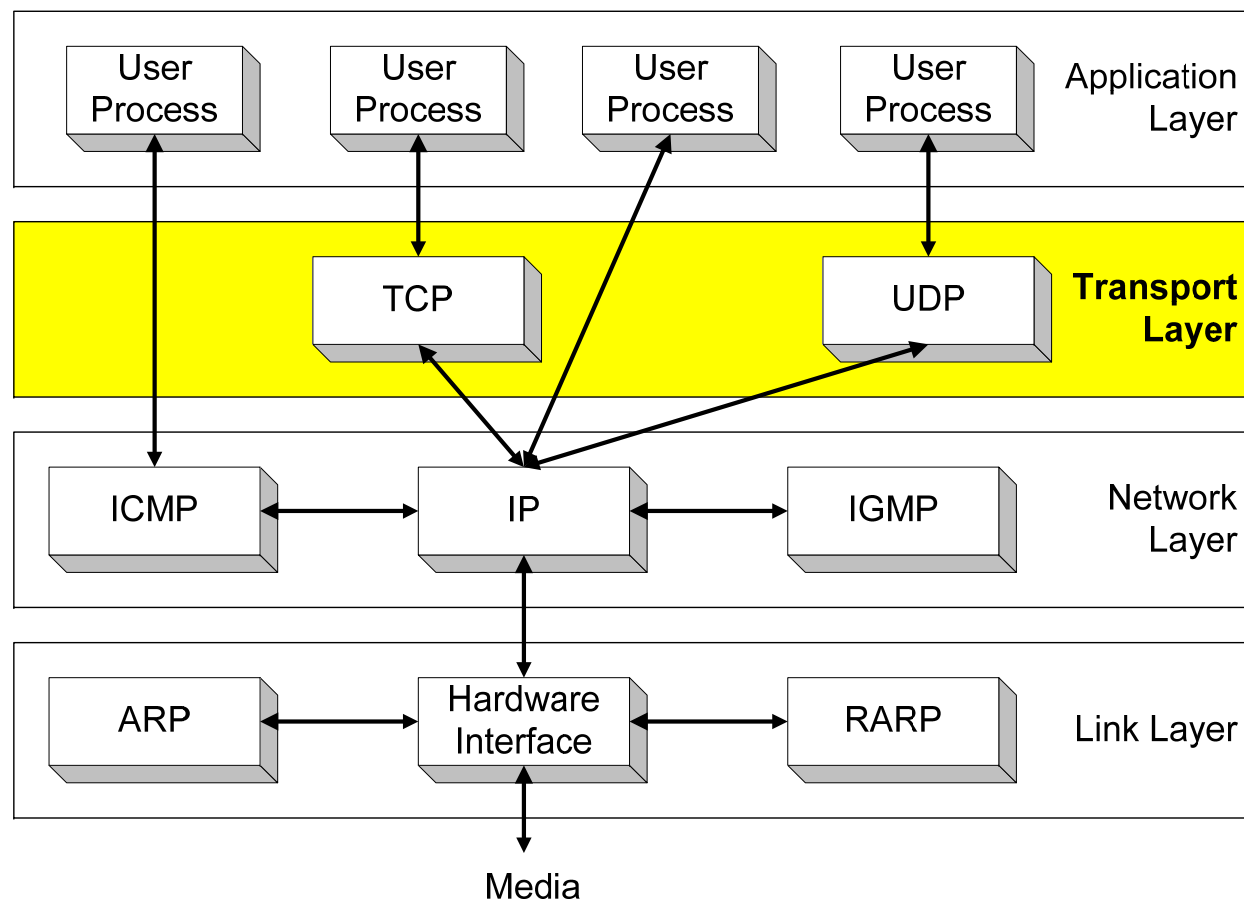 User
Process
User
Process
User
Process
User
Process
Application
Layer
TCP
UDP
Transport
Layer
ICMP
IP
IGMP
Network
Layer
ARP
Hardware
Interface
RARP
Link Layer
Media